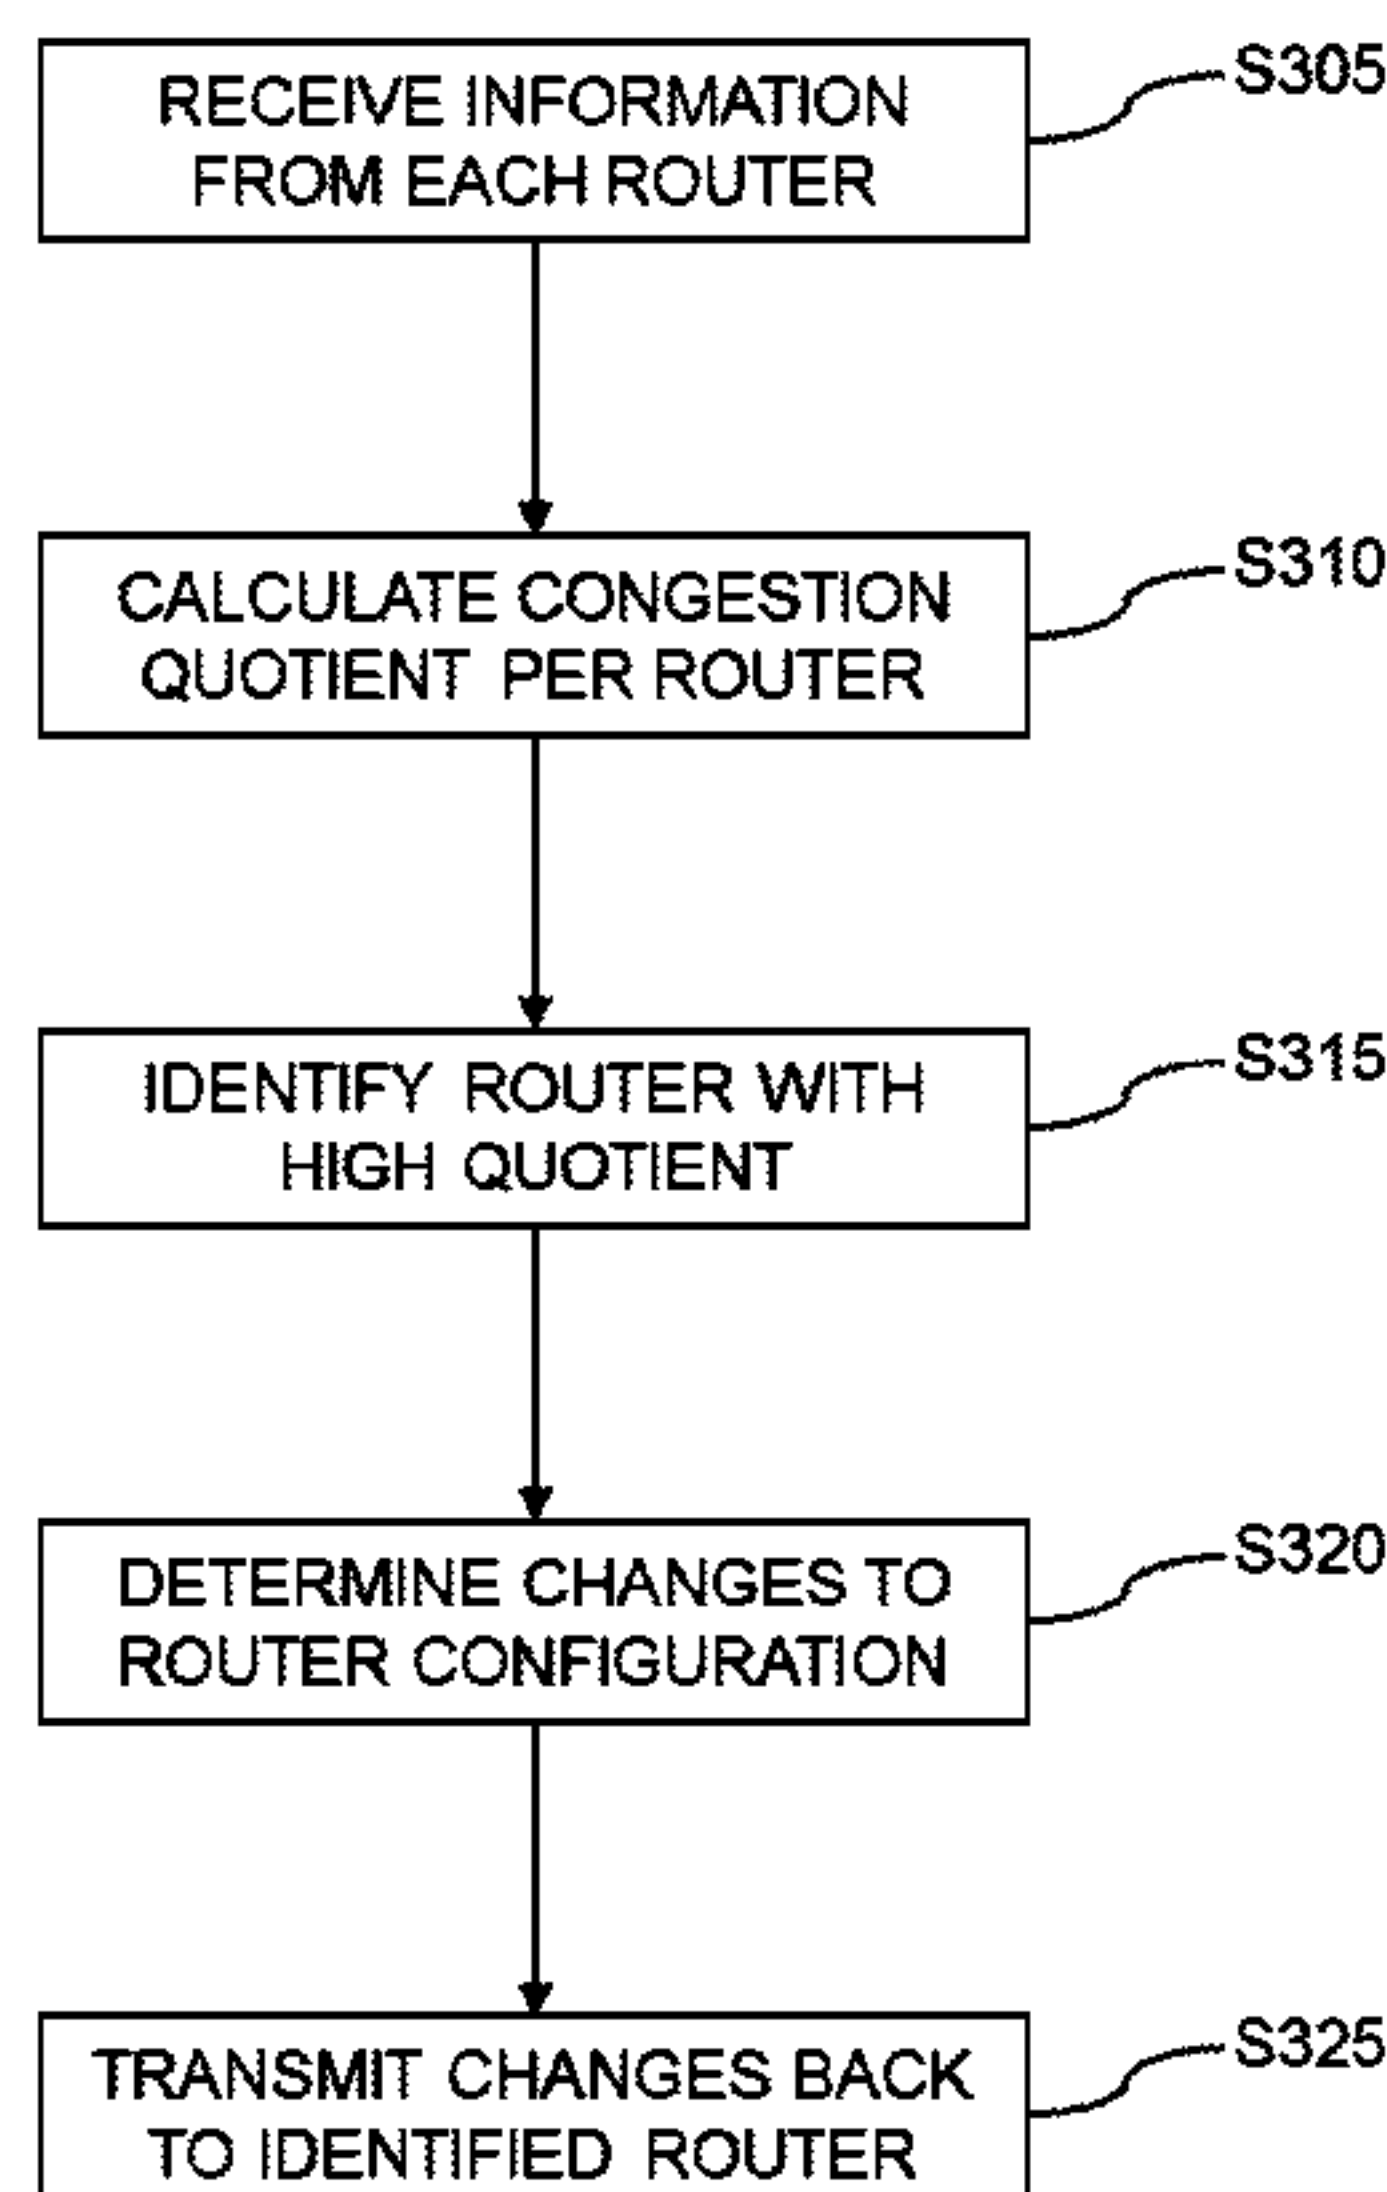 RECEIVE INFORMATION
FROM EACH ROUTER
S305
CALCULATE CONGESTION
QUOTIENT PER ROUTER
S310
IDENTIFY ROUTER WITH
HIGH QUOTIENT
S315
DETERMINE CHANGES TO
ROUTER CONFIGURATION
S320
TRANSMIT CHANGES BACK
TO IDENTIFIED ROUTER
S325